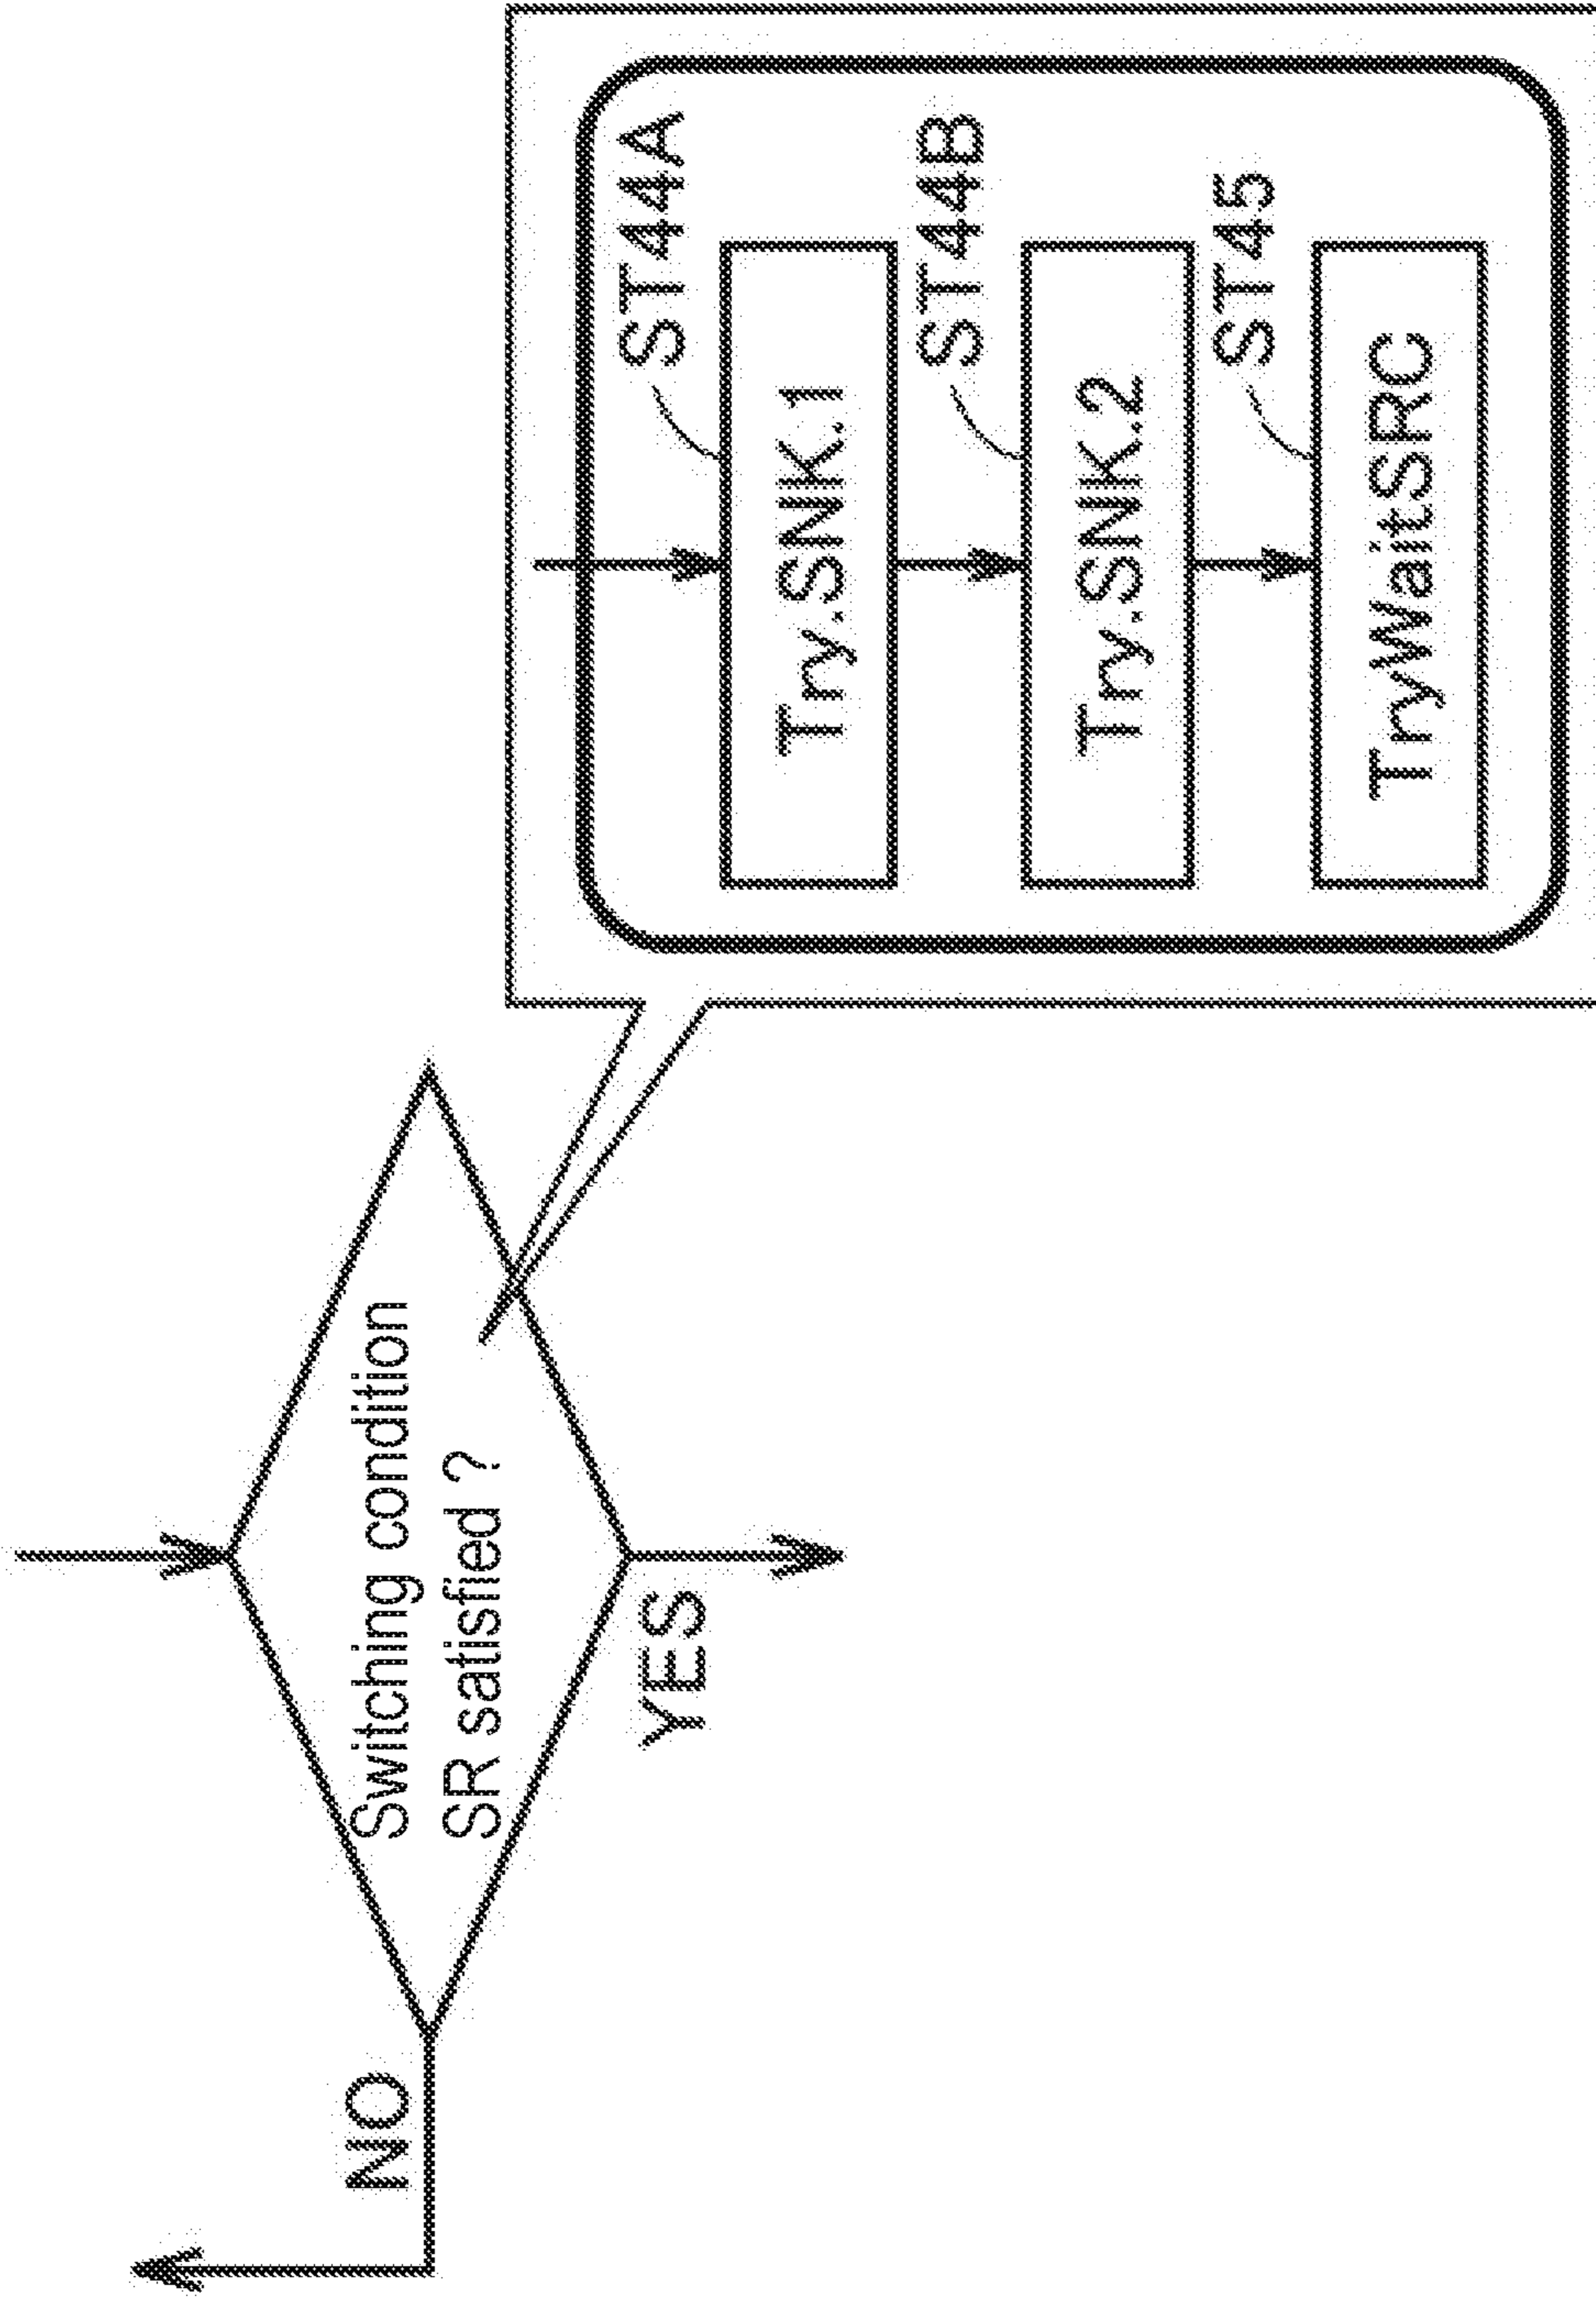 NO
Switching condition
SR satisfied ?
YES
ST44A
Try.SNK.1
ST44B
Try.SNK.2
ST45
TryWaitSRC